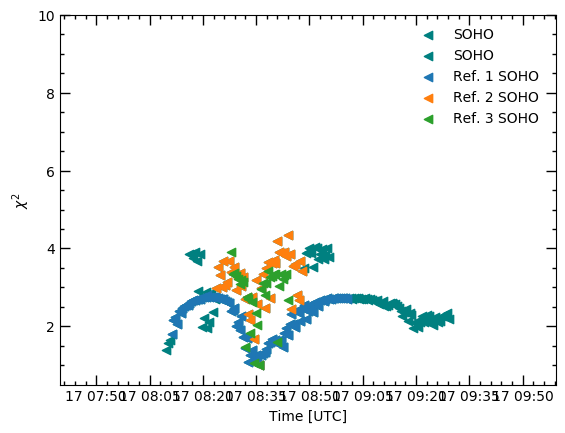 10
8
6
4
2
χ²
SOHO
SOHO
Ref. 1 SOHO
Ref. 2 SOHO
Ref. 3 SOHO
17 07:50 17 08:05 17 08:20 17 08:35 17 08:50 17 09:05 17 09:20 17 09:35 17 09:50
Time [UTC]